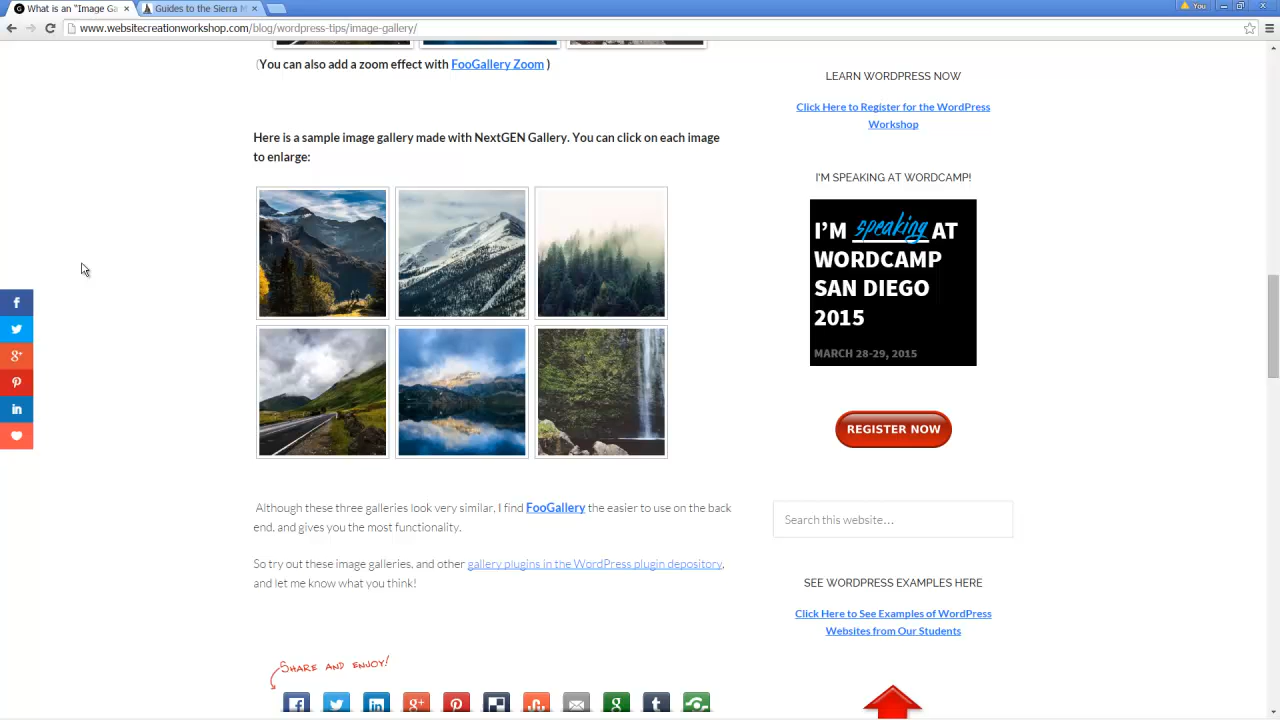 What is an "Image Ga
Guides to the Sierra M
You
www.websitecreationworkshop.com/blog/wordpress-tips/image-gallery/
(You can also add a zoom effect with FooGallery Zoom )
Here is a sample image gallery made with NextGEN Gallery. You can click on each image
to enlarge:
Although these three galleries look very similar, I find FooGallery the easier to use on the back
end, and gives you the most functionality.
So try out these image galleries, and other gallery plugins in the WordPress plugin depository,
and let me know what you think!
SHARE AND ENJOY!
LEARN WORDPRESS NOW
Click Here to Register for the WordPress
Workshop
I'M SPEAKING AT WORDCAMP!
I'M speaking AT
WORDCAMP
SAN DIEGO
2015
MARCH 28-29, 2015
REGISTER NOW
Search this website...
SEE WORDPRESS EXAMPLES HERE
Click Here to See Examples of WordPress
Websites from Our Students